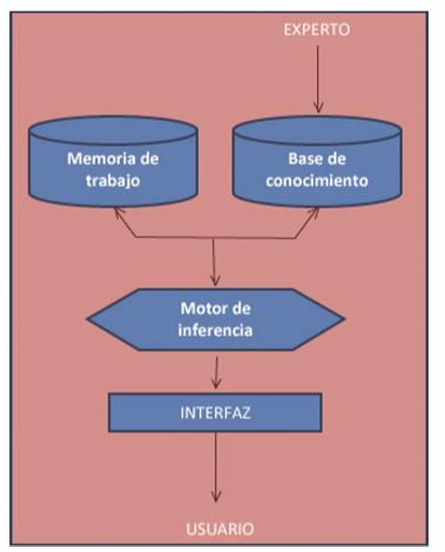 EXPERTO
Memoria de
trabajo
Base de
conocimiento
Motor de
inferencia
INTERFAZ
USUARIO